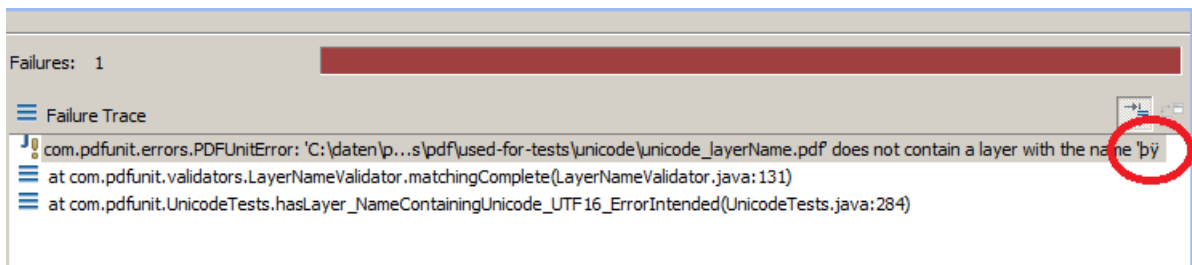 Failures: 1
Failure Trace
com.pdfunit.errors.PDFUnitError: 'C:\daten\p...s\pdf\used-for-tests\unicode\unicode_layerName.pdf' does not contain a layer with the name 'þÿ
at com.pdfunit.validators.LayerNameValidator.matchingComplete(LayerNameValidator.java:131)
at com.pdfunit.UnicodeTests.hasLayer_NameContainingUnicode_UTF16_ErrorIntended(UnicodeTests.java:284)